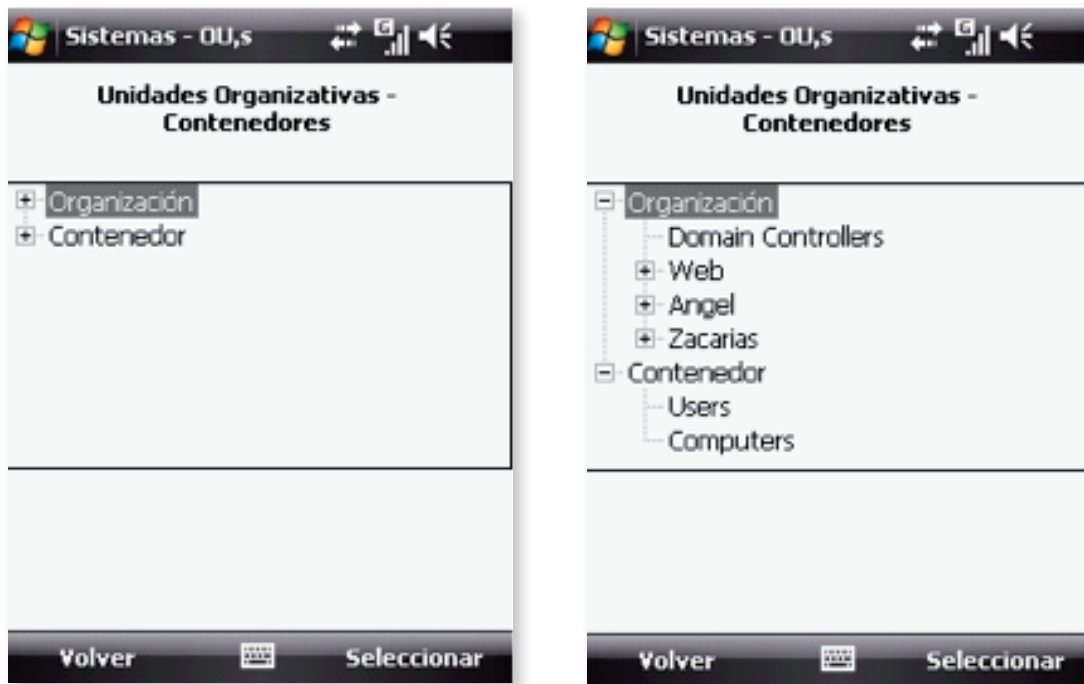 Sistemas - OU,s
G
Unidades Organizativas -
Contenedores
Organización
Contenedor
Volver
Seleccionar
Sistemas - OU,s
G
Unidades Organizativas -
Contenedores
Organización
Domain Controllers
Web
Angel
Zacarias
Contenedor
Users
Computers
Volver
Seleccionar